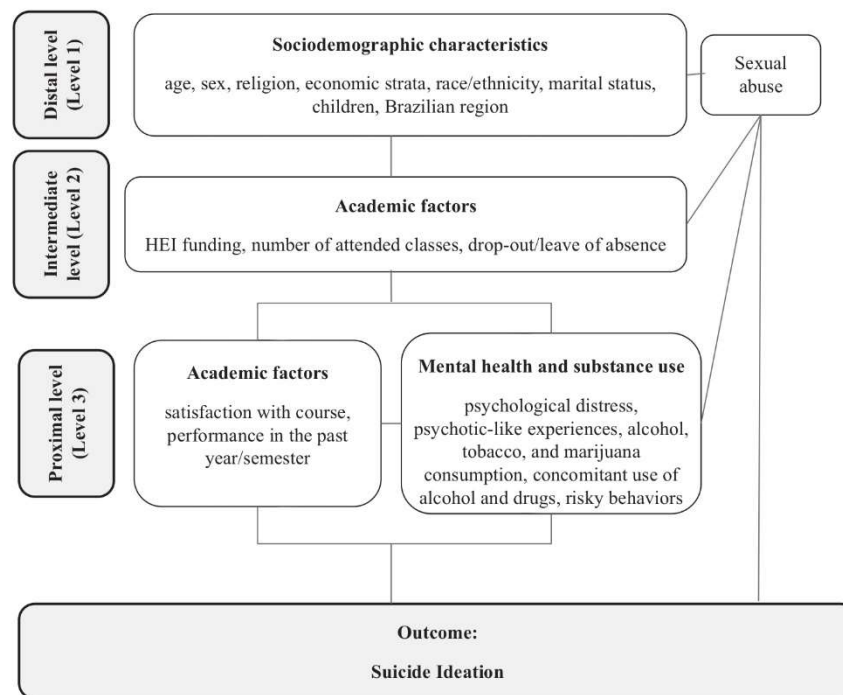 Distal level
(Level 1)
Sociodemographic characteristics
age, sex, religion, economic strata, race/ethnicity, marital status,
children, Brazilian region
Sexual
abuse
Intermediate
level (Level 2)
Academic factors
HEI funding, number of attended classes, drop-out/leave of absence
Proximal level
(Level 3)
Academic factors
satisfaction with course,
performance in the past
year/semester
Mental health and substance use
psychological distress,
psychotic-like experiences, alcohol,
tobacco, and marijuana
consumption, concomitant use of
alcohol and drugs, risky behaviors
Outcome:
Suicide Ideation